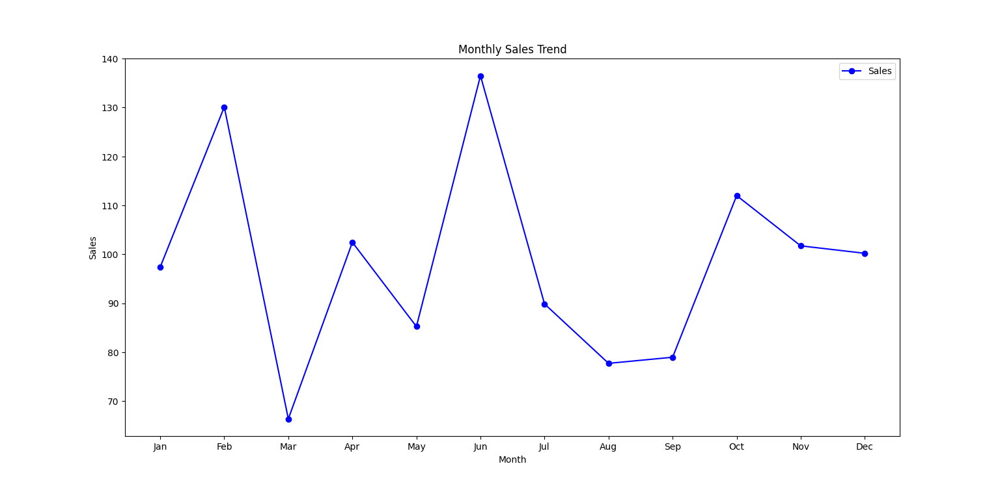 Monthly Sales Trend
Sales
140
130
120
110
100
90
80
70
Sales
Jan Feb Mar Apr May Jun Jul Aug Sep Oct Nov Dec
Month